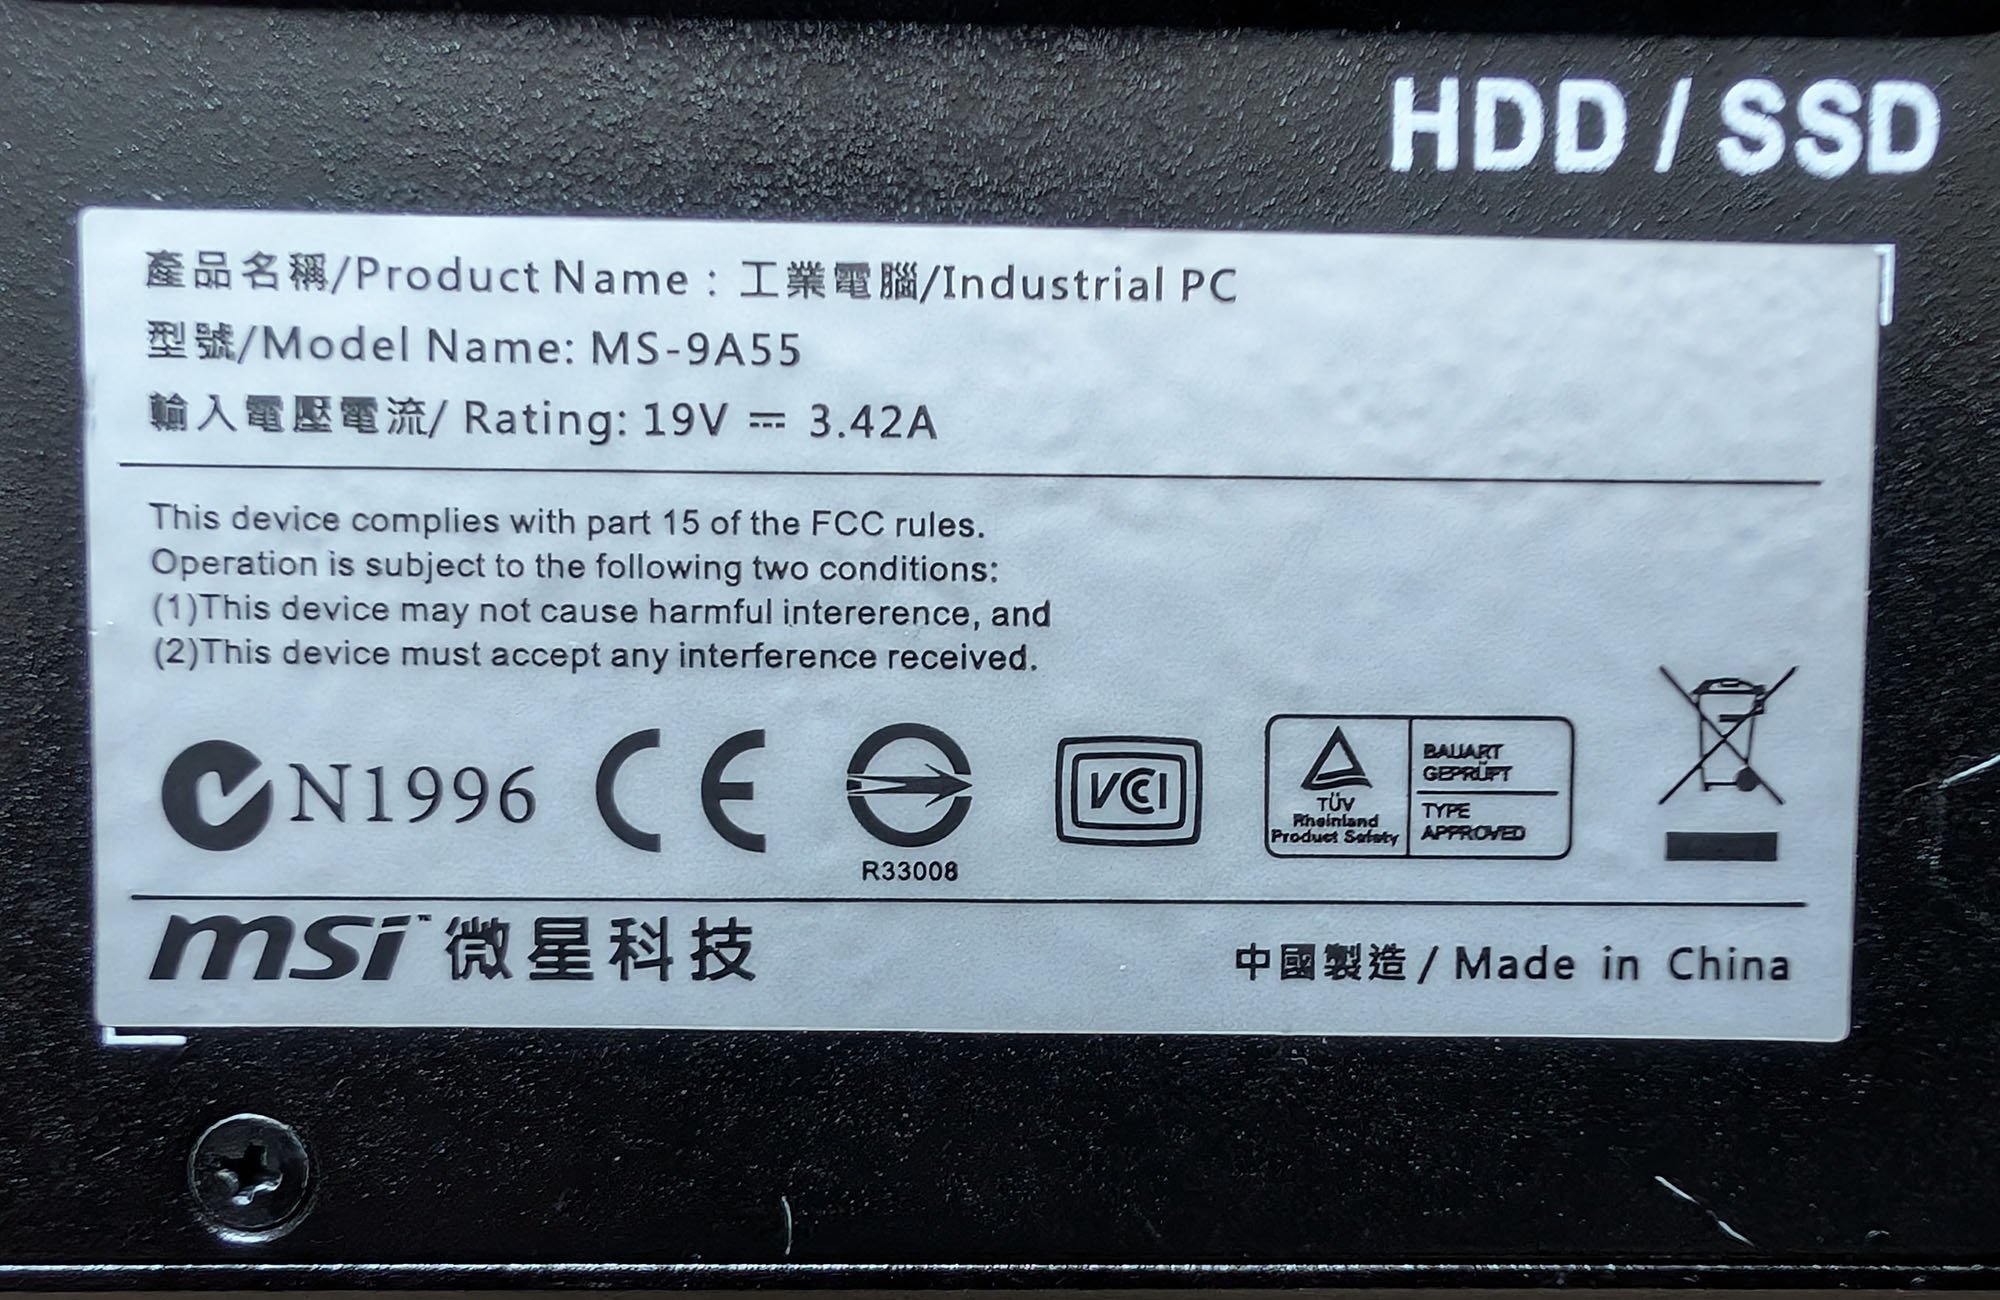 HDD / SSD
產品名稱/Product Name : 工業電腦/Industrial PC
型號/Model Name: MS-9A55
輸入電壓電流/ Rating: 19V ⎓ 3.42A
This device complies with part 15 of the FCC rules.
Operation is subject to the following two conditions:
(1)This device may not cause harmful intererence, and
(2)This device must accept any interference received.
N1996 CE
R33008
VCI
TÜV
Rheinland
Product Safety
BAUART
GEPRÜFT
TYPE
APPROVED
msi™ 微星科技
中國製造 / Made in China